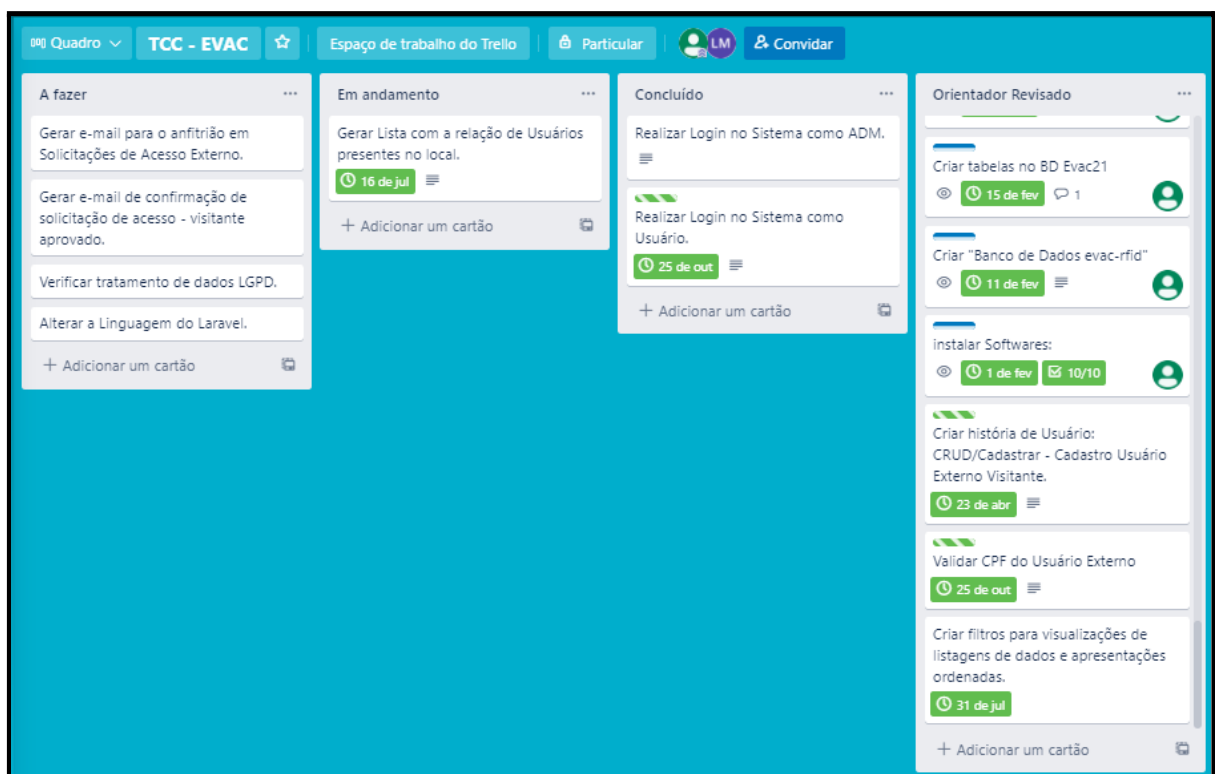 Quadro
TCC - EVAC
Espaço de trabalho do Trello
Particular
LM
Convidar
A fazer
Gerar e-mail para o anfitrião em
Solicitações de Acesso Externo.
Gerar e-mail de confirmação de
solicitação de acesso - visitante
aprovado.
Verificar tratamento de dados LGPD.
Alterar a Linguagem do Laravel.
+ Adicionar um cartão
Em andamento
Gerar Lista com a relação de Usuários
presentes no local.
16 de jul
+ Adicionar um cartão
Concluído
Realizar Login no Sistema como ADM.
Realizar Login no Sistema como
Usuário.
25 de out
+ Adicionar um cartão
Orientador Revisado
Criar tabelas no BD Evac21
15 de fev 1
Criar "Banco de Dados evac-rfid"
11 de fev
instalar Softwares:
1 de fev 10/10
Criar história de Usuário:
CRUD/Cadastrar - Cadastro Usuário
Externo Visitante.
23 de abr
Validar CPF do Usuário Externo
25 de out
Criar filtros para visualizações de
listagens de dados e apresentações
ordenadas.
31 de jul
+ Adicionar um cartão